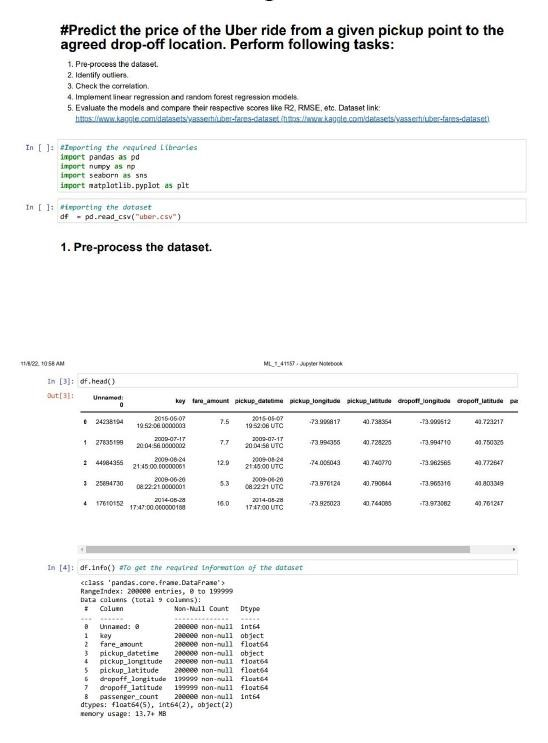 #Predict the price of the Uber ride from a given pickup point to the
agreed drop-off location. Perform following tasks:
1. Pre-process the dataset.
2. Identify outliers.
3. Check the correlation.
4. Implement linear regression and random forest regression models.
5. Evaluate the models and compare their respective scores like R2, RMSE, etc. Dataset link:
https://www.kaggle.com/datasets/yasserh/uber-fares-dataset (https://www.kaggle.com/datasets/yasserh/uber-fares-dataset)
In [ ]: #Importing the required libraries
import pandas as pd
import numpy as np
import seaborn as sns
import matplotlib.pyplot as plt
In [ ]: #importing the dataset
df = pd.read_csv("uber.csv")
1. Pre-process the dataset.
11/8/22, 10:58 AM ML_1_41157 - Jupyter Notebook
In [3]: df.head()
Out[3]:
Unnamed: 0 key fare_amount pickup_datetime pickup_longitude pickup_latitude dropoff_longitude dropoff_latitude pas
0 24238194 2015-05-07 19:52:06.0000003 7.5 2015-05-07 19:52:06 UTC -73.999817 40.738354 -73.999512 40.723217
1 27835199 2009-07-17 20:04:56.0000002 7.7 2009-07-17 20:04:56 UTC -73.994355 40.728225 -73.994710 40.750325
2 44984355 2009-08-24 21:45:00.00000061 12.9 2009-08-24 21:45:00 UTC -74.005043 40.740770 -73.962565 40.772647
3 25894730 2009-06-26 08:22:21.0000001 5.3 2009-06-26 08:22:21 UTC -73.976124 40.790844 -73.965316 40.803349
4 17610152 2014-08-28 17:47:00.000000188 16.0 2014-08-28 17:47:00 UTC -73.925023 40.744085 -73.973082 40.761247
In [4]: df.info() #To get the required information of the dataset
<class 'pandas.core.frame.DataFrame'>
RangeIndex: 200000 entries, 0 to 199999
Data columns (total 9 columns):
# Column Non-Null Count Dtype
--- ------ -------------- -----
0 Unnamed: 0 200000 non-null int64
1 key 200000 non-null object
2 fare_amount 200000 non-null float64
3 pickup_datetime 200000 non-null object
4 pickup_longitude 200000 non-null float64
5 pickup_latitude 200000 non-null float64
6 dropoff_longitude 199999 non-null float64
7 dropoff_latitude 199999 non-null float64
8 passenger_count 200000 non-null int64
dtypes: float64(5), int64(2), object(2)
memory usage: 13.7+ MB